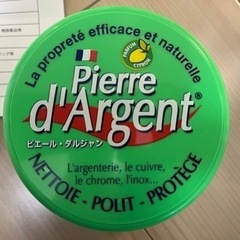 La propreté efficace et naturelle
PARFUM
CITRON
Pierre
d'Argent®
ピエール・ダルジャン
L'argenterie, le cuivre,
le chrome, l'inox...
NETTOIE - POLIT - PROTÈGE